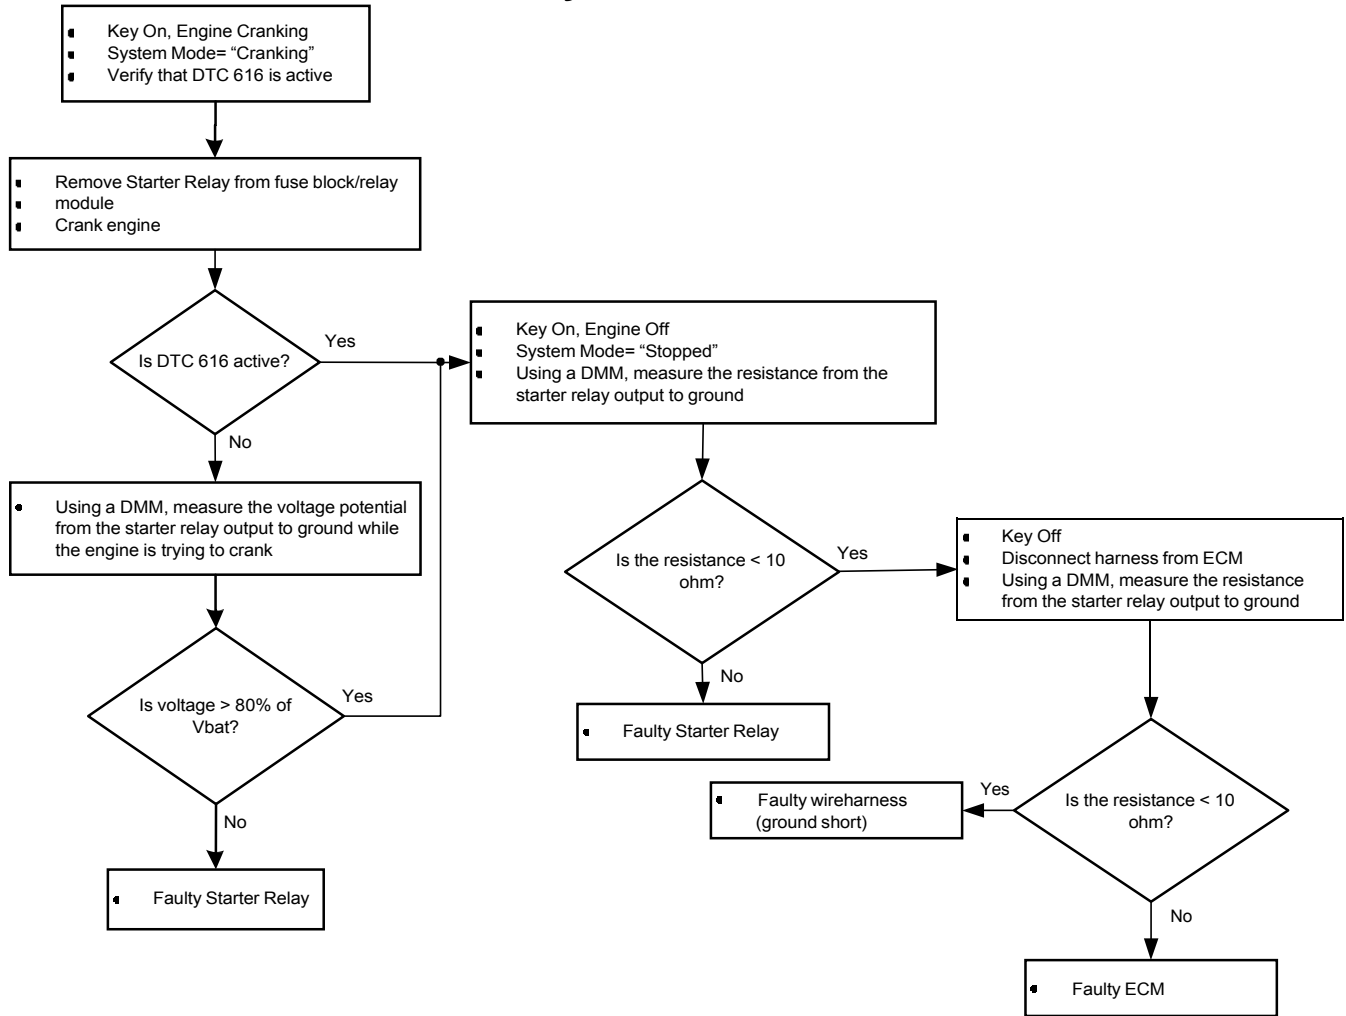 Key On, Engine Cranking
System Mode= “Cranking”
Verify that DTC 616 is active
Remove Starter Relay from fuse block/relay
module
Crank engine
Is DTC 616 active?
Yes
No
Key On, Engine Off
System Mode= “Stopped”
Using a DMM, measure the resistance from the
starter relay output to ground
Using a DMM, measure the voltage potential
from the starter relay output to ground while
the engine is trying to crank
Is the resistance < 10
ohm?
Yes
No
Key Off
Disconnect harness from ECM
Using a DMM, measure the resistance
from the starter relay output to ground
Is voltage > 80% of
Vbat?
Yes
No
Faulty Starter Relay
Faulty Starter Relay
Is the resistance < 10
ohm?
Yes
No
Faulty wireharness
(ground short)
Faulty ECM